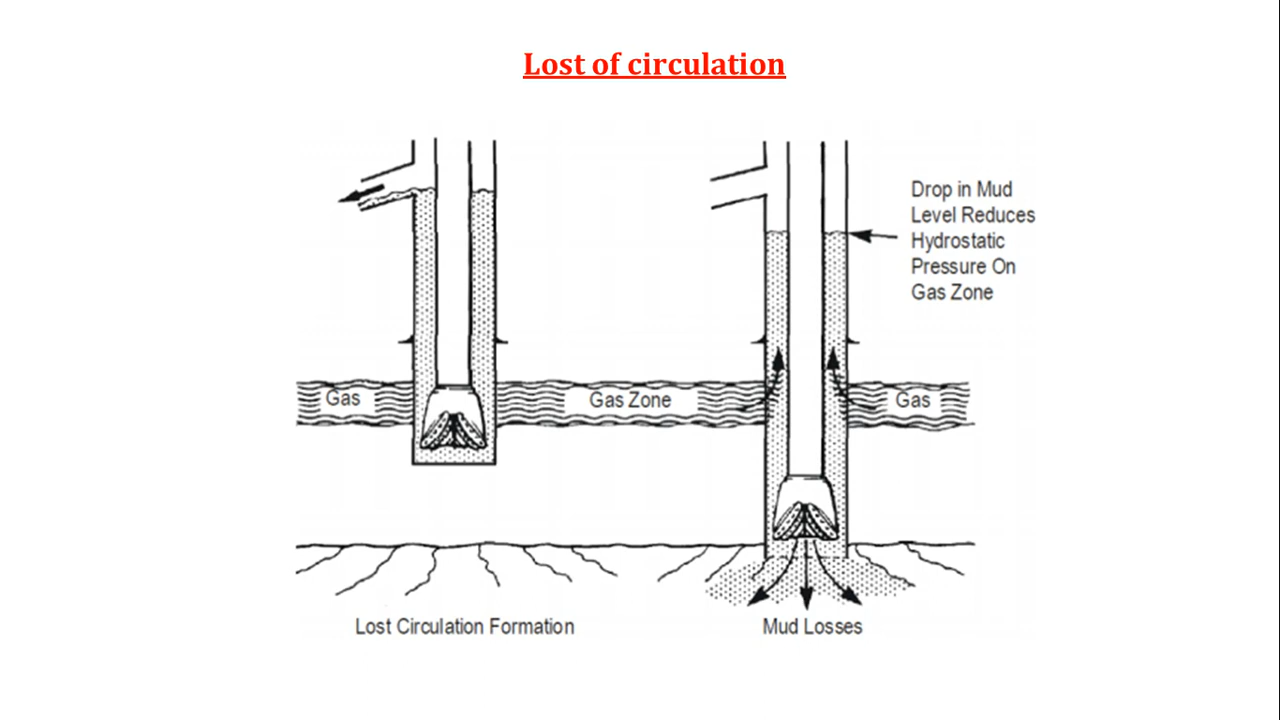 Lost of circulation
Drop in Mud
Level Reduces
Hydrostatic
Pressure On
Gas Zone
Gas
Gas Zone
Gas
Lost Circulation Formation
Mud Losses